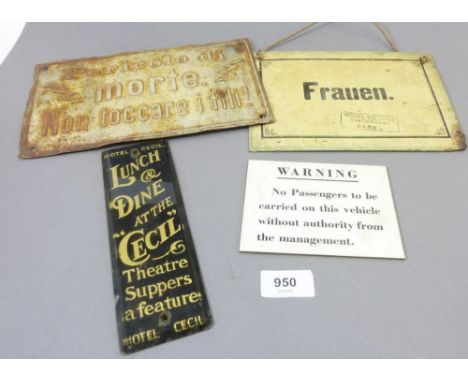 Pericolo di
morte.
Non toccare i fili!
Frauen.
HOTEL CECIL
LUNCH
&
DINE
AT THE
"CECIL"
Theatre
Suppers
a feature
HOTEL CECIL
WARNING
No Passengers to be
carried on this vehicle
without authority from
the management.
950